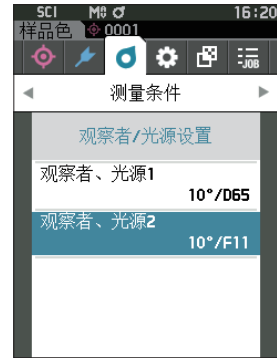 SCI M0 16:20
样品色 0001
JOB
测量条件
观察者/光源设置
观察者、光源1
10°/D65
观察者、光源2
10°/F11